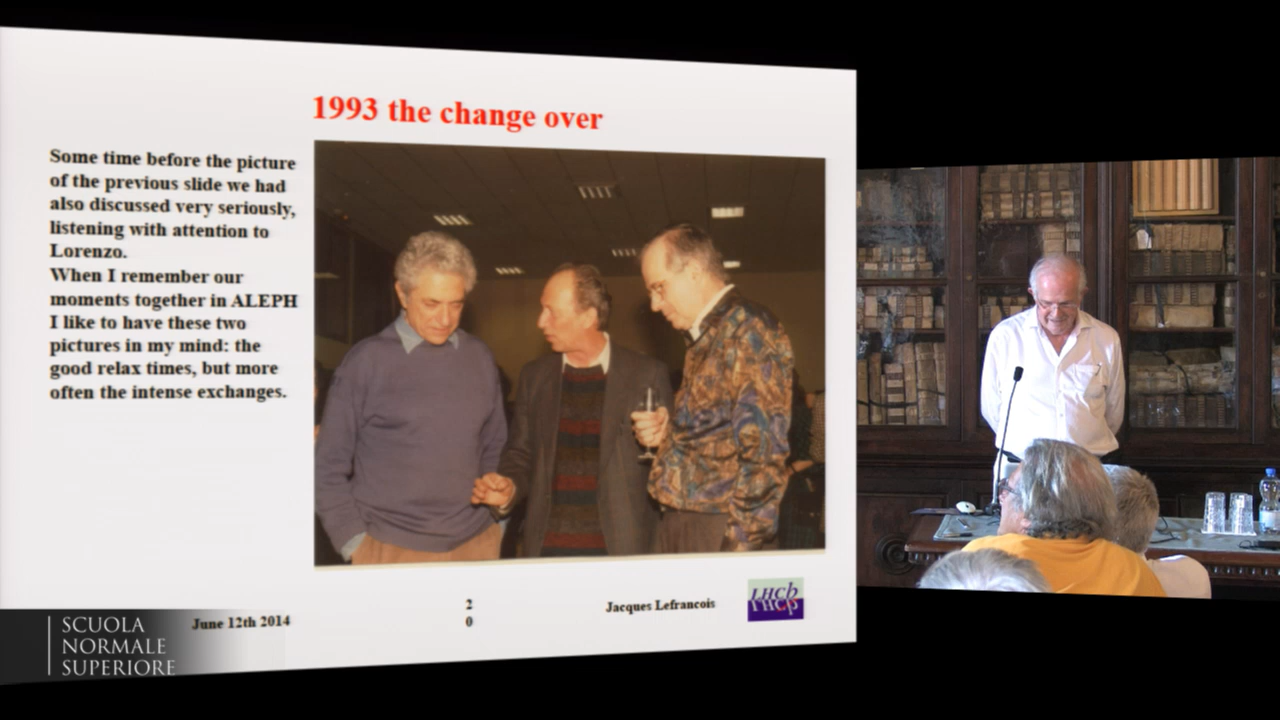 1993 the change over
Some time before the picture
of the previous slide we had
also discussed very seriously,
listening with attention to
Lorenzo.
When I remember our
moments together in ALEPH
I like to have these two
pictures in my mind: the
good relax times, but more
often the intense exchanges.
June 12th 2014
2
0
Jacques Lefrancois
LHCb
LHCp
SCUOLA
NORMALE
SUPERIORE